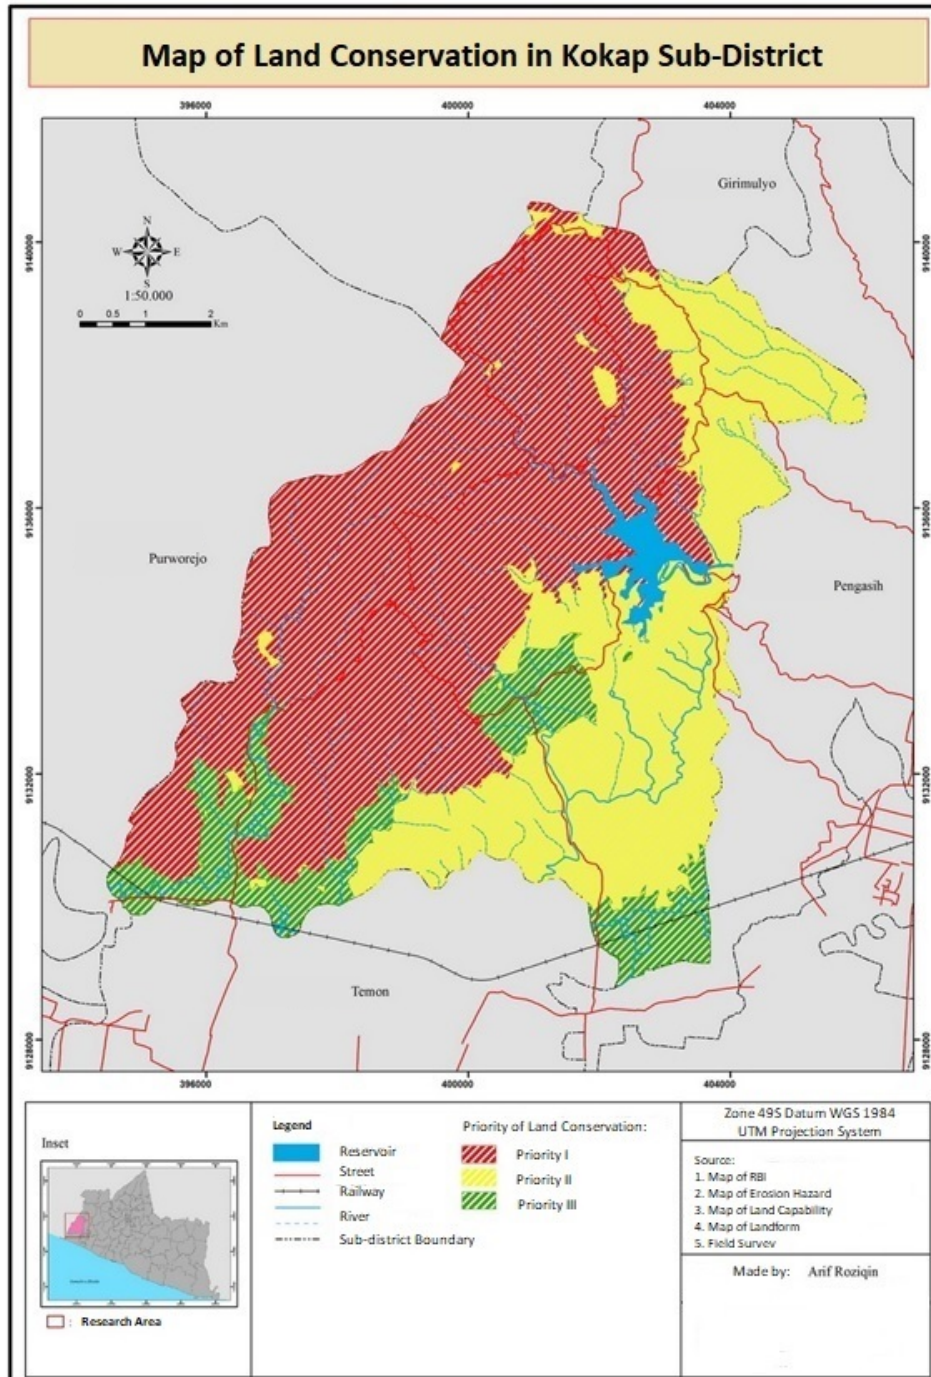 Map of Land Conservation in Kokap Sub-District
396000
400000
404000
Girimulyo
9140000
9140000
N
W
E
S
1:50.000
0 0.5 1 2
Km
9136000
9136000
Purworejo
Pengasih
9132000
9132000
Temon
9128000
9128000
396000
400000
404000
Inset
: Research Area
Legend
Reservoir
Street
Railway
River
Sub-district Boundary
Priority of Land Conservation:
Priority I
Priority II
Priority III
Zone 49S Datum WGS 1984
UTM Projection System
Source:
1. Map of RBI
2. Map of Erosion Hazard
3. Map of Land Capability
4. Map of Landform
5. Field Survey
Made by: Arif Roziqin